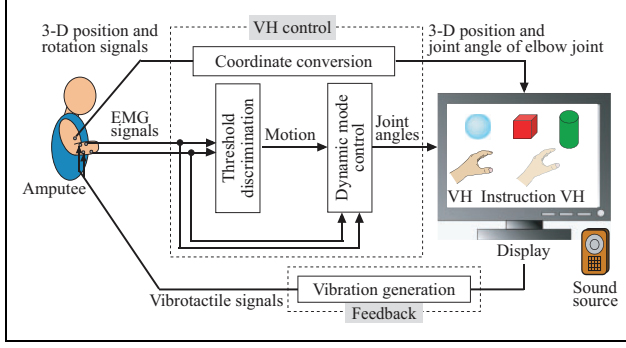 3-D position and
rotation signals
VH control
3-D position and
joint angle of elbow joint
Coordinate conversion
EMG
signals
Threshold
discrimination
Motion
Dynamic mode
control
Joint
angles
Amputee
VH Instruction VH
Display
Sound
source
Vibrotactile signals
Vibration generation
Feedback